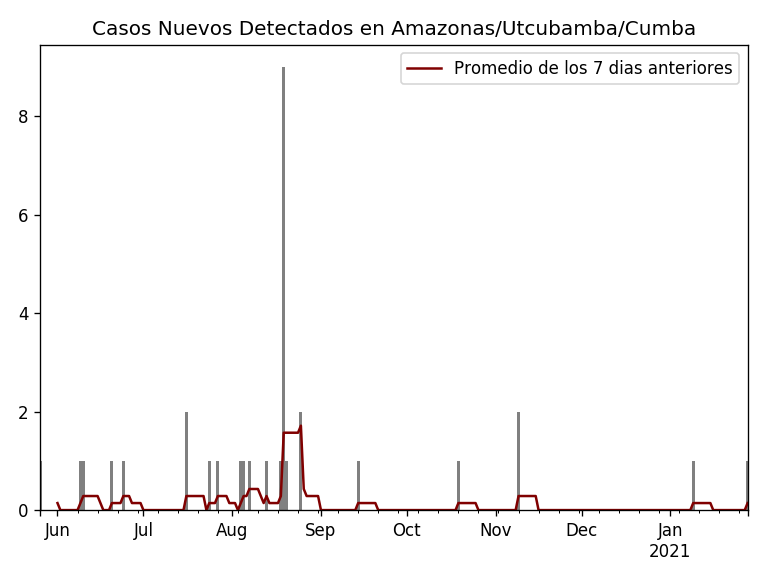 Casos Nuevos Detectados en Amazonas/Utcubamba/Cumba
Promedio de los 7 dias anteriores
8
6
4
2
0
Jun Jul Aug Sep Oct Nov Dec Jan
2021